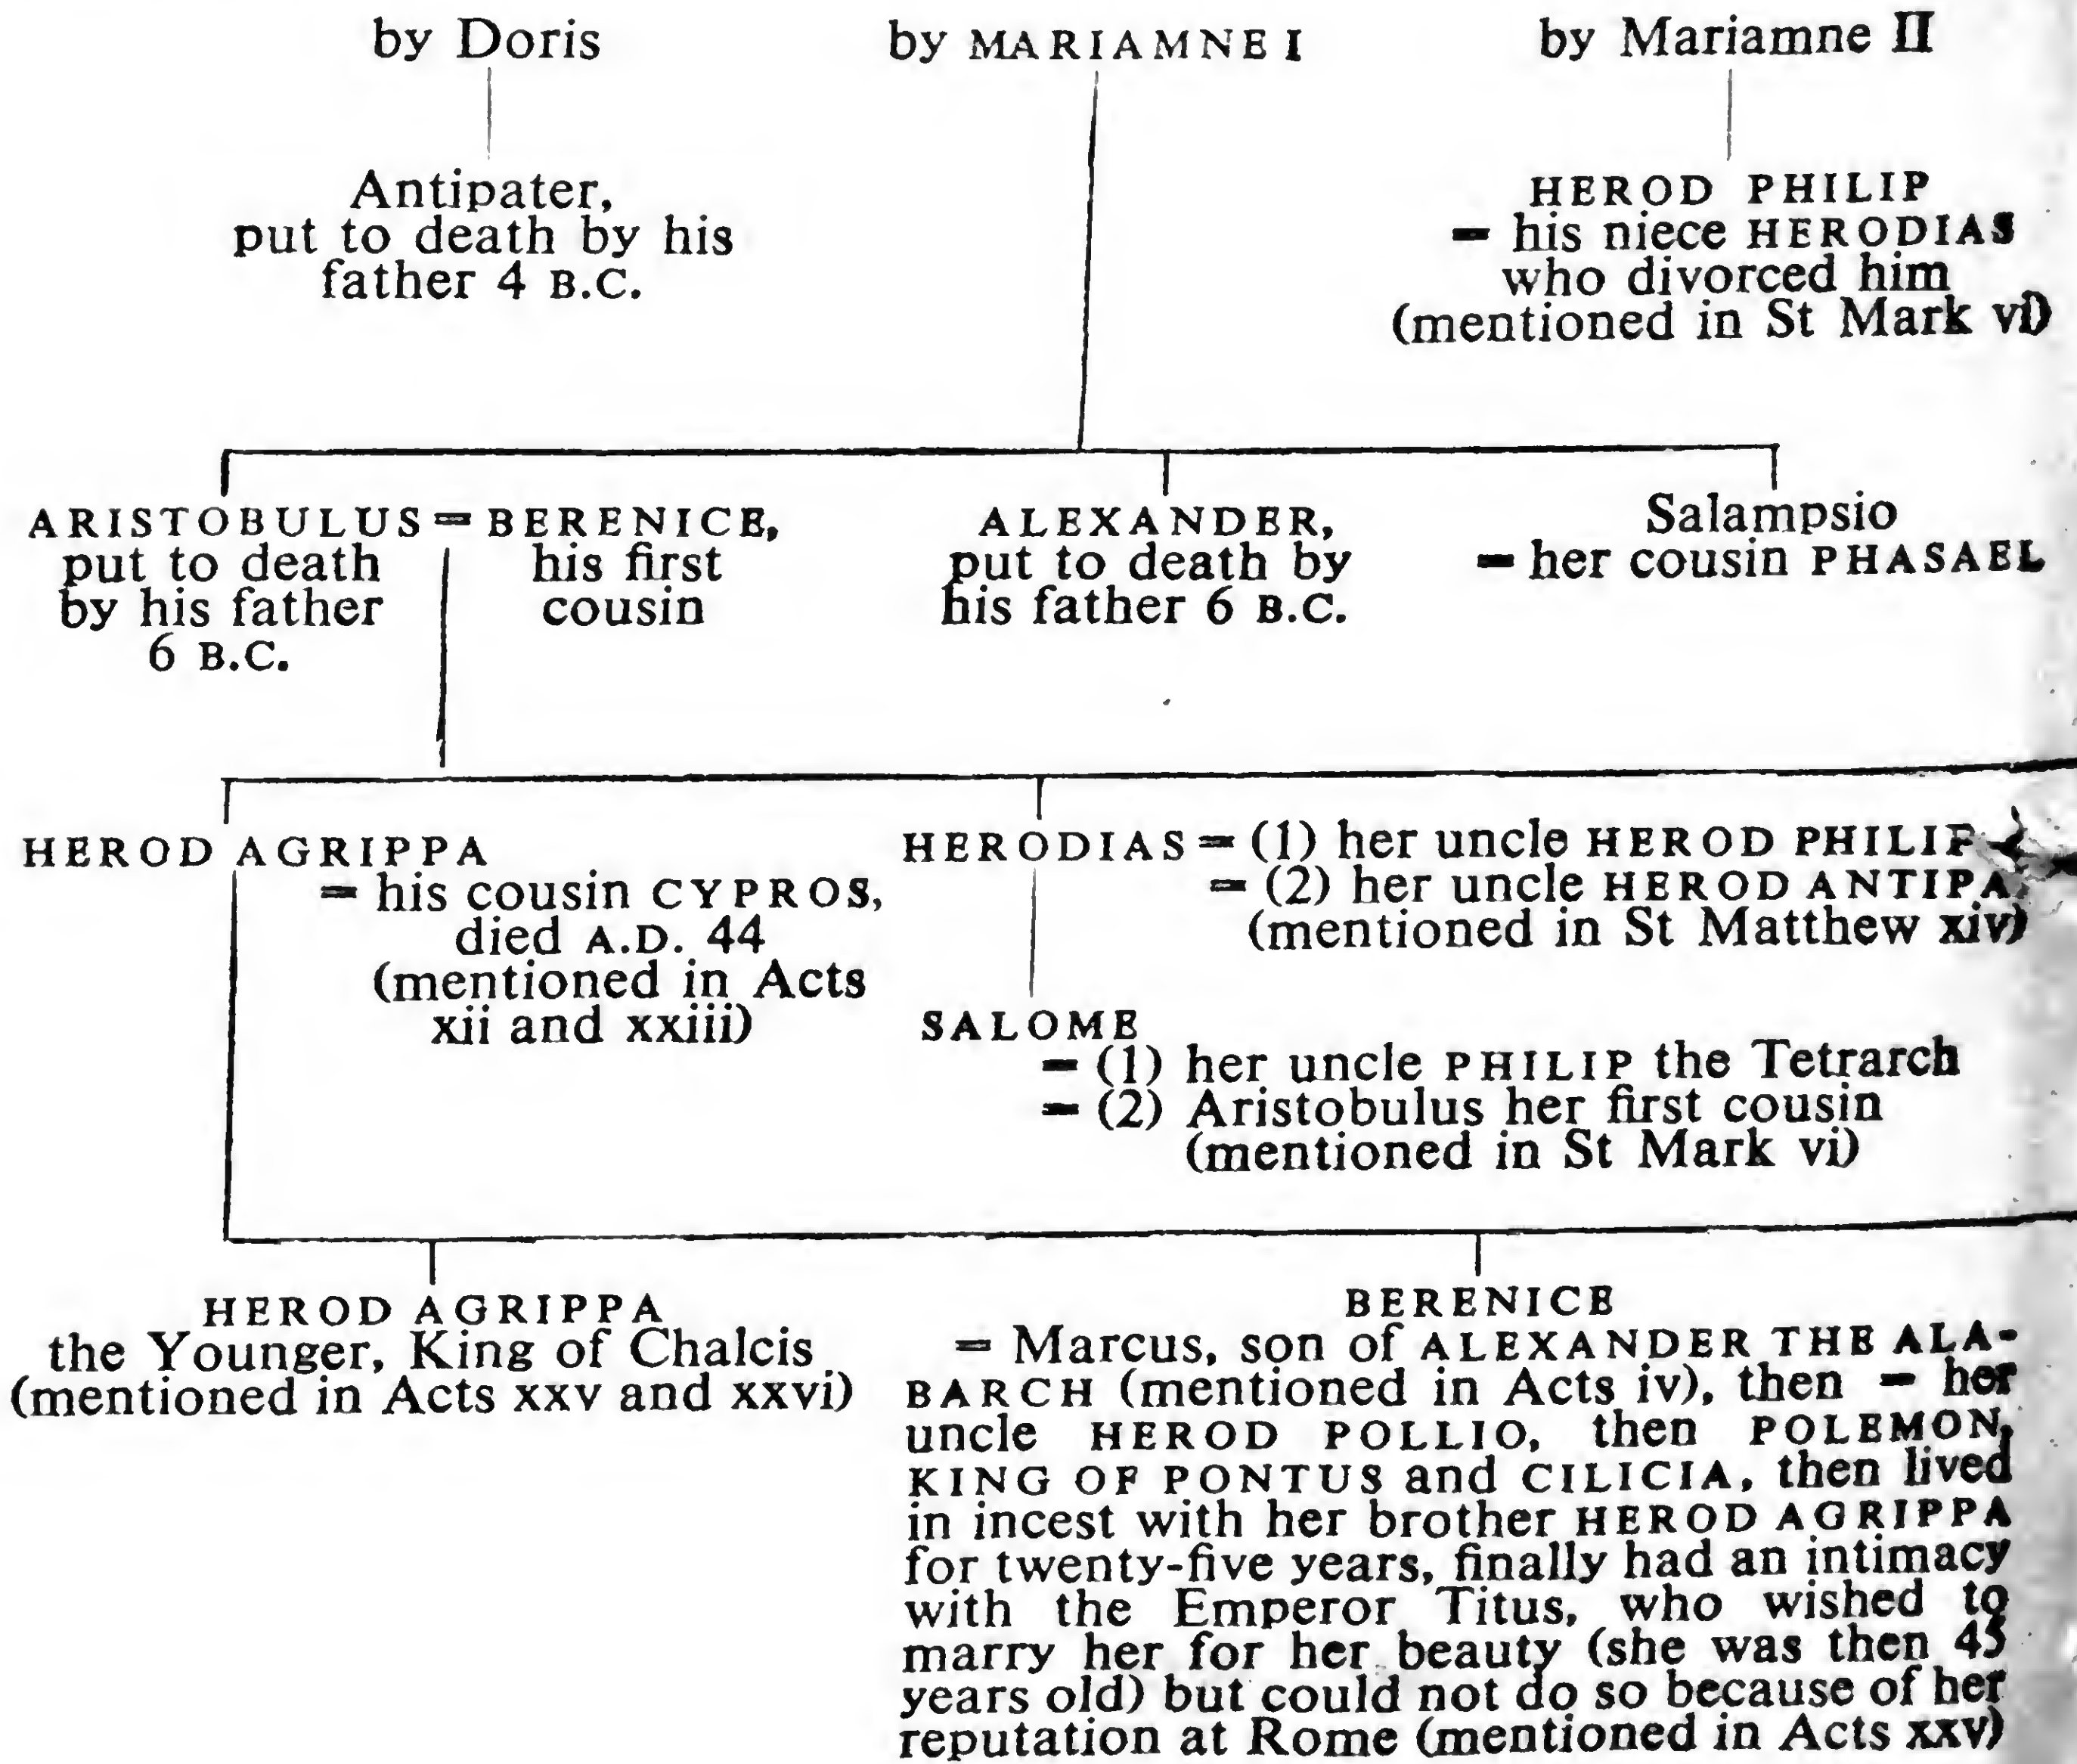 by Doris
by MARIAMNE I
by Mariamne II
Antipater,
put to death by his
father 4 B.C.
HEROD PHILIP
= his niece HERODIAS
who divorced him
(mentioned in St Mark vi)
ARISTOBULUS = BERENICE,
put to death
by his father
6 B.C.
his first
cousin
ALEXANDER,
put to death by
his father 6 B.C.
Salampsio
= her cousin PHASAEL
HEROD AGRIPPA
= his cousin CYPROS,
died A.D. 44
(mentioned in Acts
xii and xxiii)
HERODIAS = (1) her uncle HEROD PHILIP
= (2) her uncle HEROD ANTIPA
(mentioned in St Matthew xiv)
SALOME
= (1) her uncle PHILIP the Tetrarch
= (2) Aristobulus her first cousin
(mentioned in St Mark vi)
HEROD AGRIPPA
the Younger, King of Chalcis
(mentioned in Acts xxv and xxvi)
BERENICE
= Marcus, son of ALEXANDER THE ALA-
BARCH (mentioned in Acts iv), then = her
uncle HEROD POLLIO, then POLEMON,
KING OF PONTUS and CILICIA, then lived
in incest with her brother HEROD AGRIPPA
for twenty-five years, finally had an intimacy
with the Emperor Titus, who wished to
marry her for her beauty (she was then 45
years old) but could not do so because of her
reputation at Rome (mentioned in Acts xxv)